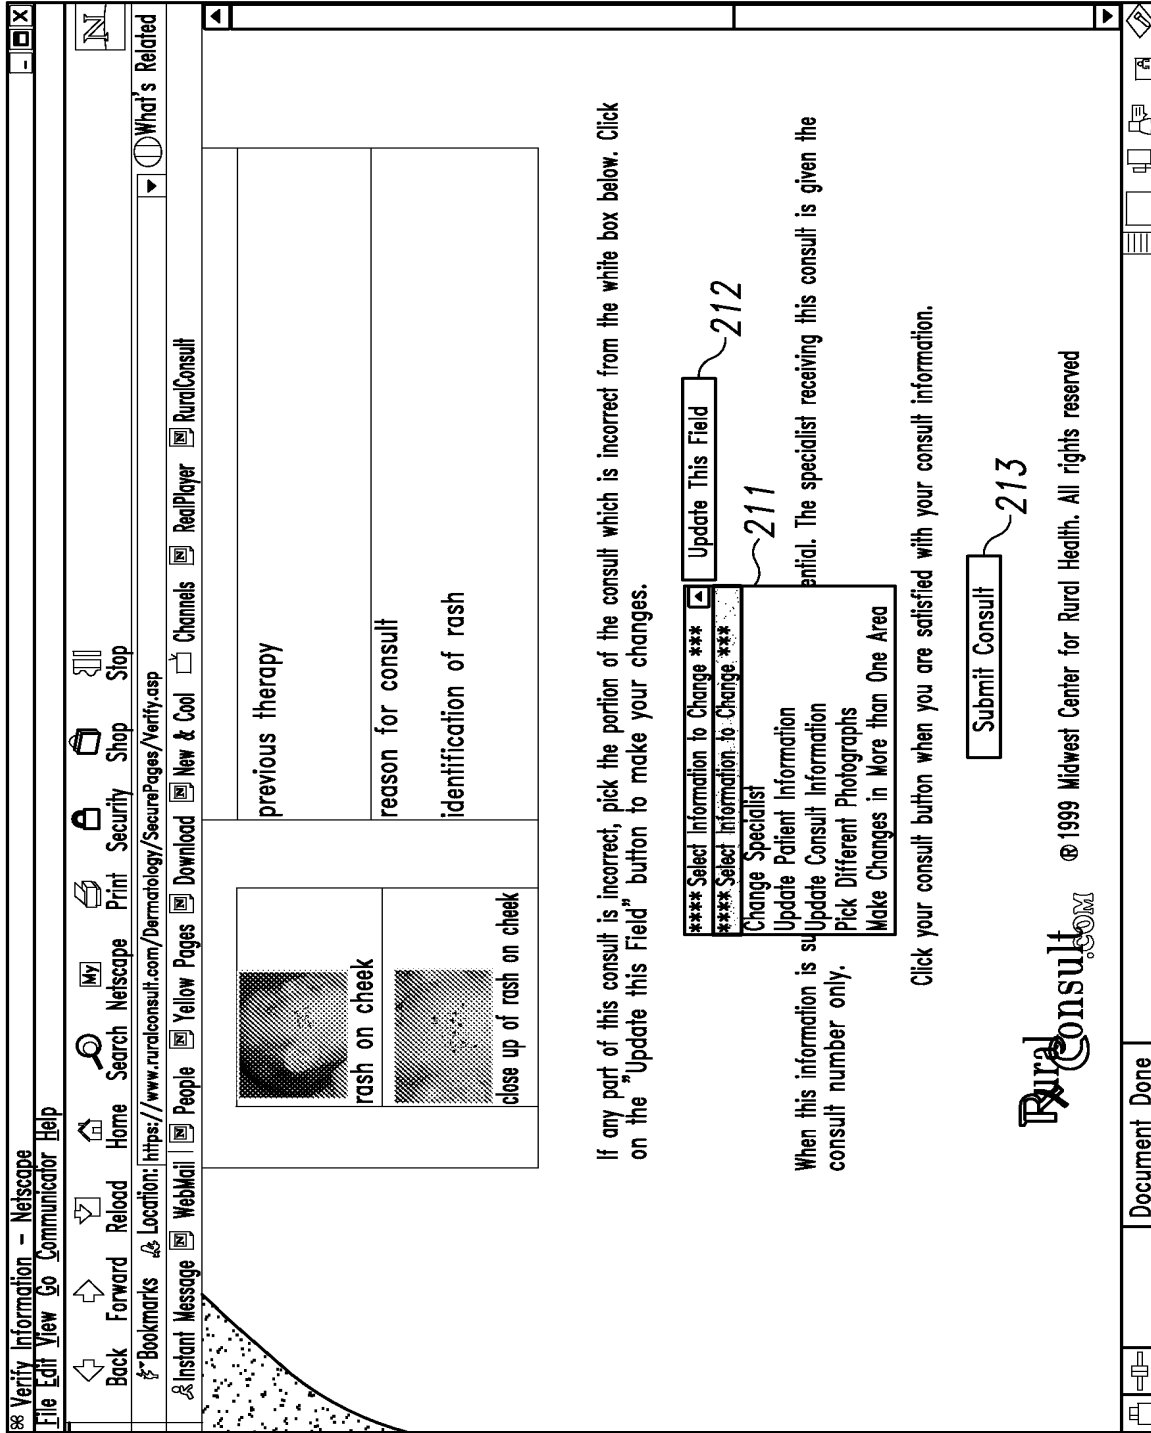 Verify Information - Netscape
File Edit View Go Communicator Help
Back Forward Reload Home Search Netscape Print Security Shop Stop
My
N
Bookmarks Location: https://www.ruralconsult.com/Dermatology/SecurePages/Verify.asp What's Related
Instant Message WebMail People Yellow Pages Download New & Cool Channels RealPlayer RuralConsult
rash on cheek
close up of rash on cheek
previous therapy
reason for consult
identification of rash
If any part of this consult is incorrect, pick the portion of the consult which is incorrect from the white box below. Click
on the "Update this Field" button to make your changes.
**** Select Information to Change *** Update This Field 212
**** Select Information to Change ***
Change Specialist 211
Update Patient Information
Update Consult Information
Pick Different Photographs
Make Changes in More than One Area
When this information is su ential. The specialist receiving this consult is given the
consult number only.
Click your consult button when you are satisfied with your consult information.
Submit Consult 213
Rural Consult .COM ®1999 Midwest Center for Rural Health. All rights reserved
Document Done